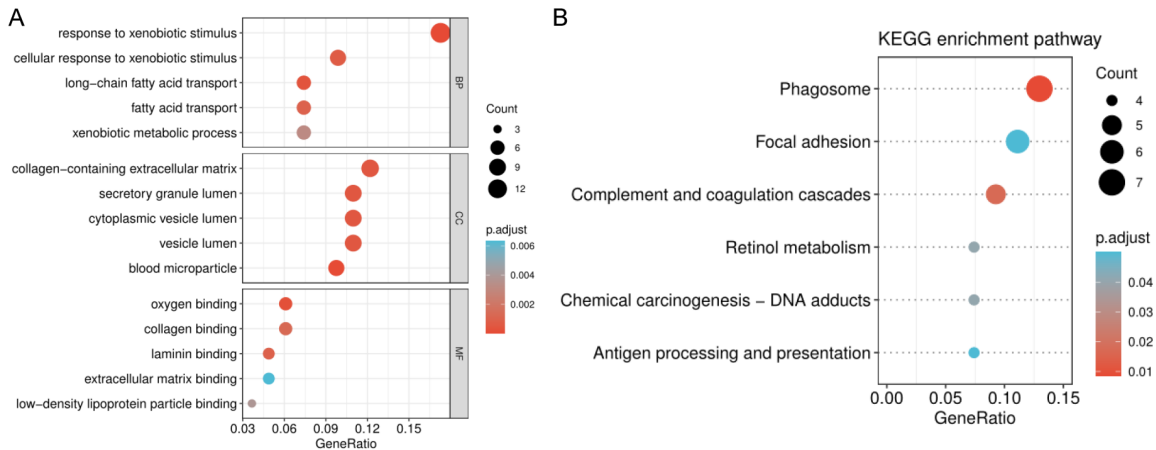 A
response to xenobiotic stimulus
cellular response to xenobiotic stimulus
long−chain fatty acid transport
fatty acid transport
xenobiotic metabolic process
BP
collagen−containing extracellular matrix
secretory granule lumen
cytoplasmic vesicle lumen
vesicle lumen
blood microparticle
CC
oxygen binding
collagen binding
laminin binding
extracellular matrix binding
low−density lipoprotein particle binding
MF
0.03 0.06 0.09 0.12 0.15
GeneRatio
Count
3
6
9
12
p.adjust
0.006
0.004
0.002
B
KEGG enrichment pathway
Phagosome
Focal adhesion
Complement and coagulation cascades
Retinol metabolism
Chemical carcinogenesis − DNA adducts
Antigen processing and presentation
0.00 0.05 0.10 0.15
GeneRatio
Count
4
5
6
7
p.adjust
0.04
0.03
0.02
0.01